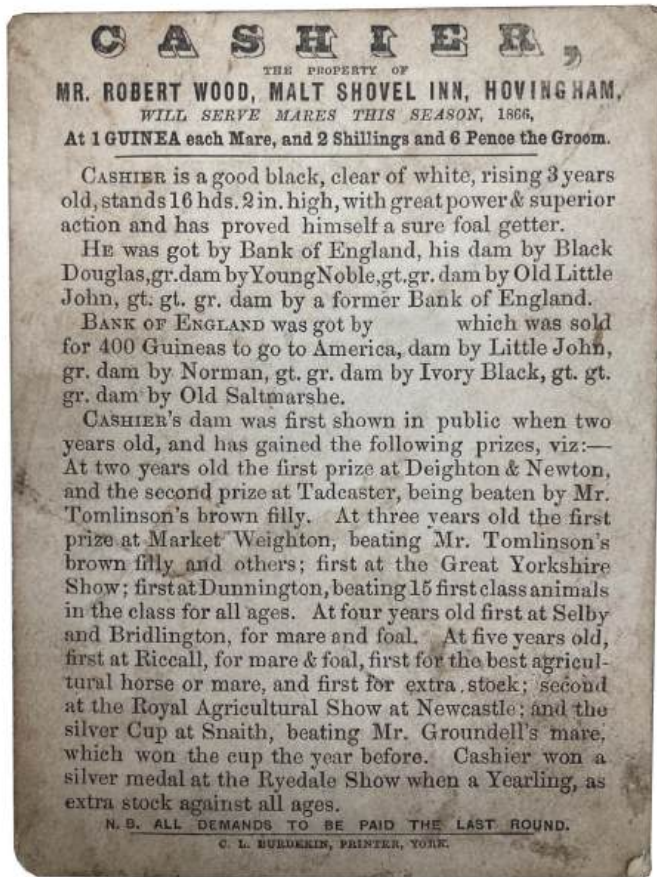 CASHIER,
THE PROPERTY OF
MR. ROBERT WOOD, MALT SHOVEL INN, HOVINGHAM,
WILL SERVE MARES THIS SEASON, 1866,
At 1 GUINEA each Mare, and 2 Shillings and 6 Pence the Groom.
CASHIER is a good black, clear of white, rising 3 years
old, stands 16 hds. 2 in. high, with great power & superior
action and has proved himself a sure foal getter.
HE was got by Bank of England, his dam by Black
Douglas, gr. dam by Young Noble, gt. gr. dam by Old Little
John, gt. gt. gr. dam by a former Bank of England.
BANK OF ENGLAND was got by which was sold
for 400 Guineas to go to America, dam by Little John,
gr. dam by Norman, gt. gr. dam by Ivory Black, gt. gt.
gr. dam by Old Saltmarshe.
CASHIER's dam was first shown in public when two
years old, and has gained the following prizes, viz:—
At two years old the first prize at Deighton & Newton,
and the second prize at Tadcaster, being beaten by Mr.
Tomlinson's brown filly. At three years old the first
prize at Market Weighton, beating Mr. Tomlinson's
brown filly and others; first at the Great Yorkshire
Show; first at Dunnington, beating 15 first class animals
in the class for all ages. At four years old first at Selby
and Bridlington, for mare and foal. At five years old,
first at Riccall, for mare & foal, first for the best agricul-
tural horse or mare, and first for extra stock; second
at the Royal Agricultural Show at Newcastle; and the
silver Cup at Snaith, beating Mr. Groundell's mare,
which won the cup the year before. Cashier won a
silver medal at the Ryedale Show when a Yearling, as
extra stock against all ages.
N. B. ALL DEMANDS TO BE PAID THE LAST ROUND.
C. L. BURDEKIN, PRINTER, YORK.